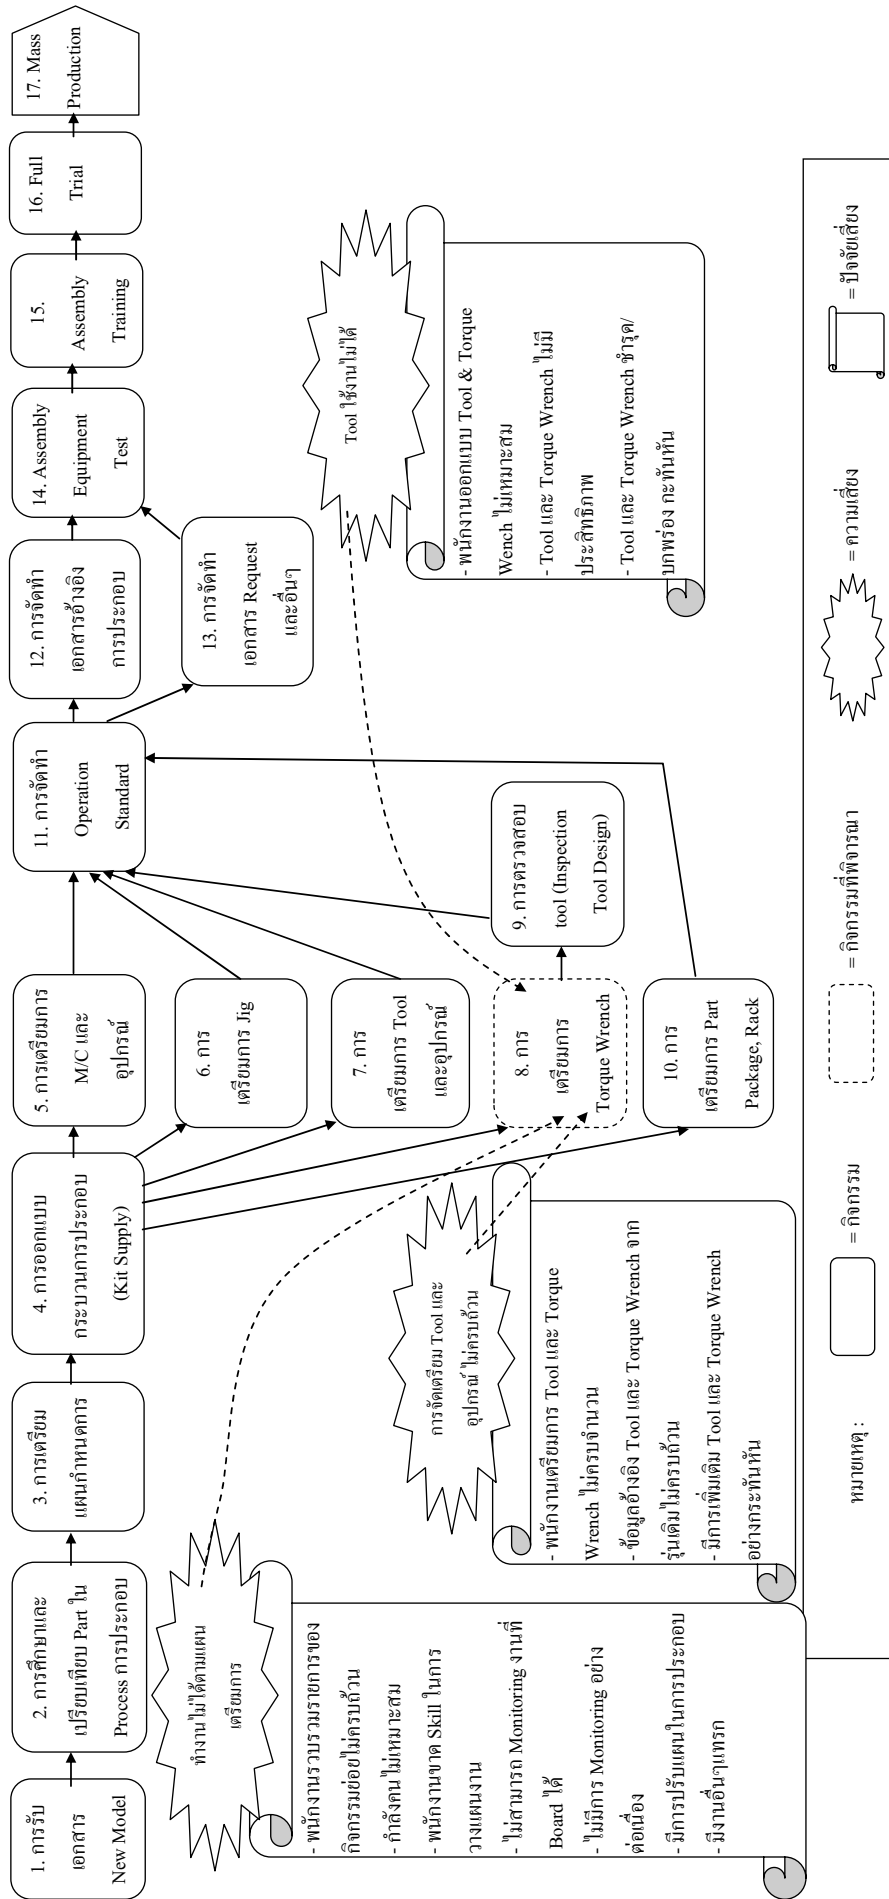 1. การรับ
เอกสาร
New Model
2. การศึกษาและ
เปรียบเทียบ Part ใน
Process การประกอบ
3. การเตรียม
แผนกำหนดการ
4. การออกแบบ
กระบวนการประกอบ
(Kit Supply)
5. การเตรียมการ
M/C และ
อุปกรณ์
6. การ
เตรียมการ Jig
7. การ
เตรียมการ Tool
และอุปกรณ์
8. การ
เตรียมการ
Torque Wrench
9. การตรวจสอบ
tool (Inspection
Tool Design)
10. การ
เตรียมการ Part
Package, Rack
11. การจัดทำ
Operation
Standard
12. การจัดทำ
เอกสารอ้างอิง
การประกอบ
13. การจัดทำ
เอกสาร Request
และอื่นๆ
14. Assembly
Equipment
Test
15.
Assembly
Training
16. Full
Trial
17. Mass
Production
ทำงานไม่ได้ตามแผน
เตรียมการ
- พนักงานรวบรวมรายการของ
กิจกรรมย่อยไม่ครบถ้วน
- กำลังคนไม่เหมาะสม
- พนักงานขาด Skill ในการ
วางแผนงาน
- ไม่สามารถ Monitoring งานที่
Board ได้
- ไม่มีการ Monitoring อย่าง
ต่อเนื่อง
- มีการปรับแผนในการประกอบ
- มีงานอื่นๆแทรก
การจัดเตรียม Tool และ
อุปกรณ์ ไม่ครบถ้วน
- พนักงานเตรียมการ Tool และ Torque
Wrench ไม่ครบจำนวน
- ข้อมูลอ้างอิง Tool และ Torque Wrench จาก
รุ่นเดิมไม่ครบถ้วน
- มีการเพิ่มเติม Tool และ Torque Wrench
อย่างกระทันหัน
Tool ใช้งานไม่ได้
- พนักงานออกแบบ Tool & Torque
Wench ไม่เหมาะสม
- Tool และ Torque Wrench ไม่มี
ประสิทธิภาพ
- Tool และ Torque Wrench ชำรุด/
บกพร่อง กะทันหัน
หมายเหตุ :
= กิจกรรม
= กิจกรรมที่พิจารณา
= ความเสี่ยง
= ปัจจัยเสี่ยง